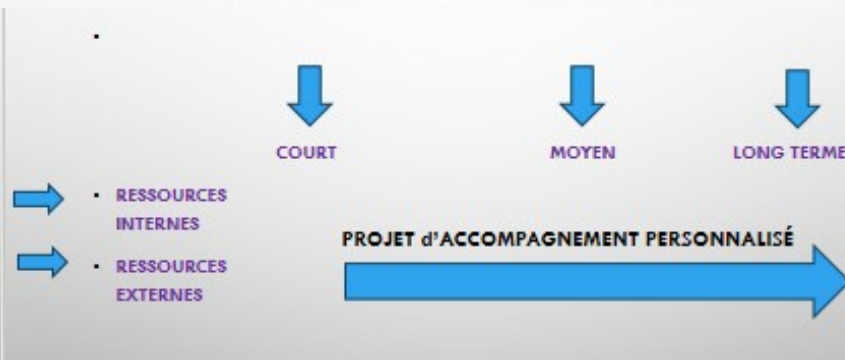 COURT MOYEN LONG TERME
RESSOURCES
INTERNES
PROJET d'ACCOMPAGNEMENT PERSONNALISÉ
RESSOURCES
EXTERNES